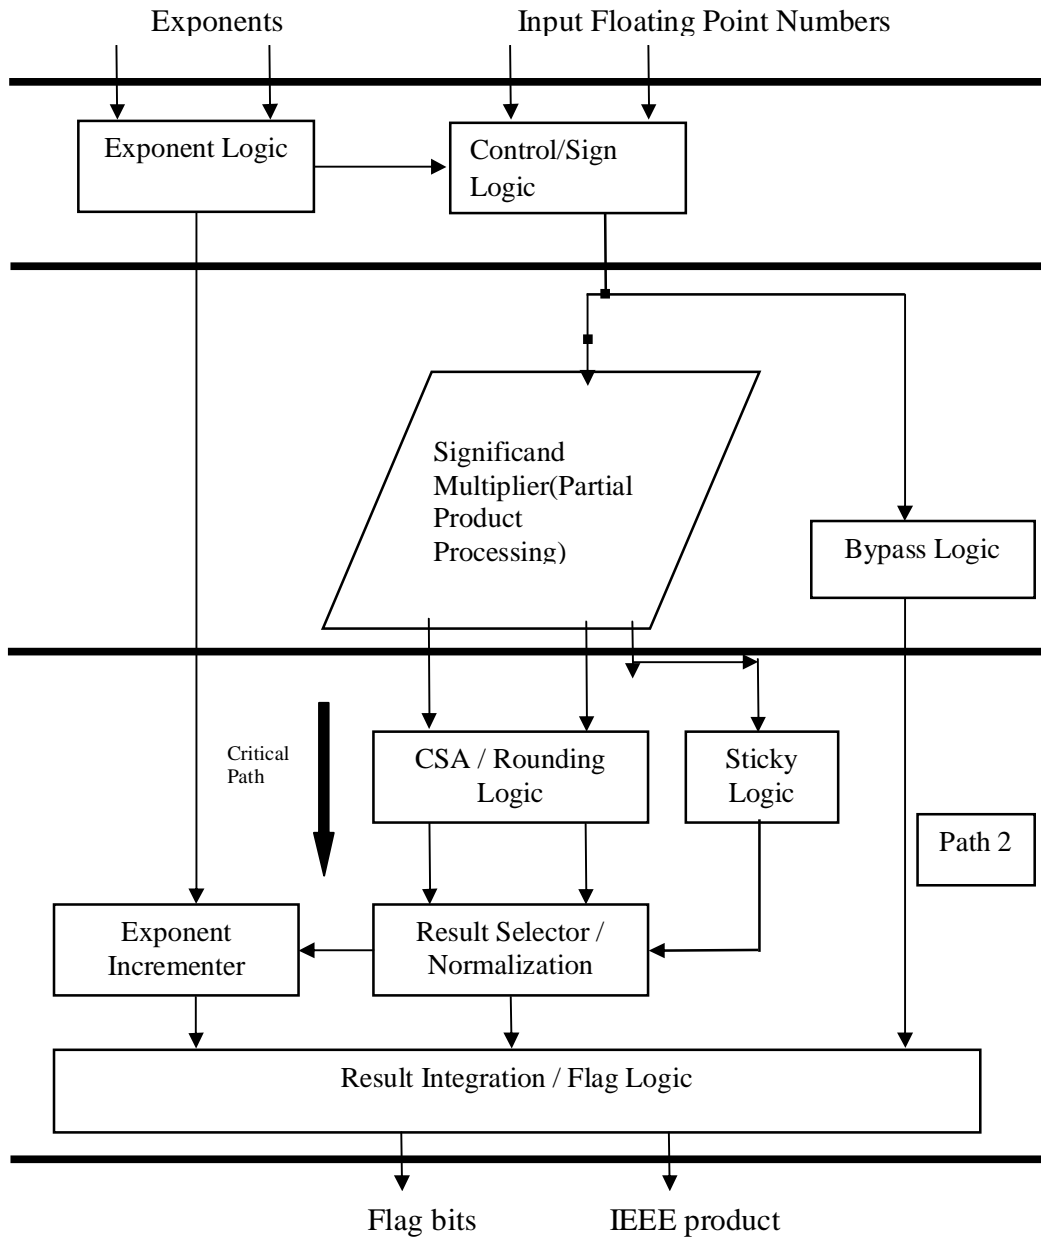 Exponents
Input Floating Point Numbers
Exponent Logic
Control/Sign
Logic
Significand
Multiplier(Partial
Product
Processing)
Bypass Logic
Critical
Path
CSA / Rounding
Logic
Sticky
Logic
Path 2
Exponent
Incrementer
Result Selector /
Normalization
Result Integration / Flag Logic
Flag bits
IEEE product